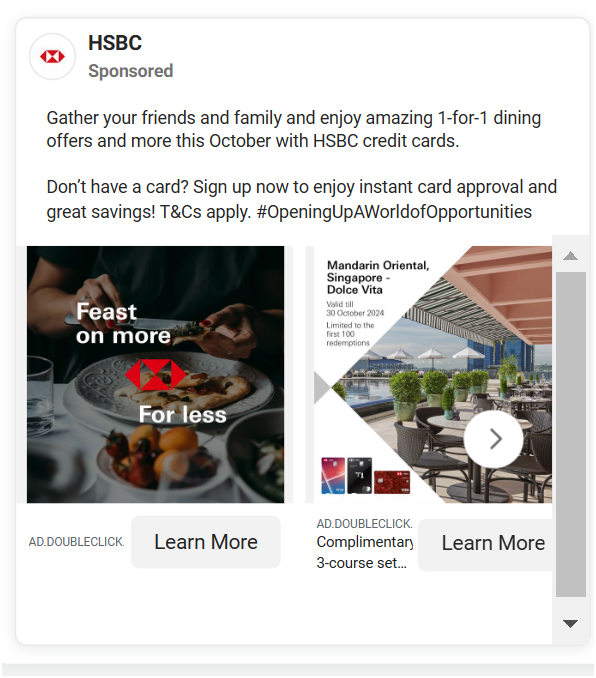 HSBC
Sponsored
Gather your friends and family and enjoy amazing 1-for-1 dining
offers and more this October with HSBC credit cards.
Don’t have a card? Sign up now to enjoy instant card approval and
great savings! T&Cs apply. #OpeningUpAWorldofOpportunities
Feast
on more
For less
Mandarin Oriental,
Singapore -
Dolce Vita
Valid till
30 October 2024
Limited to the
first 100
redemptions
AD.DOUBLECLICK.
Learn More
AD.DOUBLECLICK.
Complimentary
3-course set...
Learn More